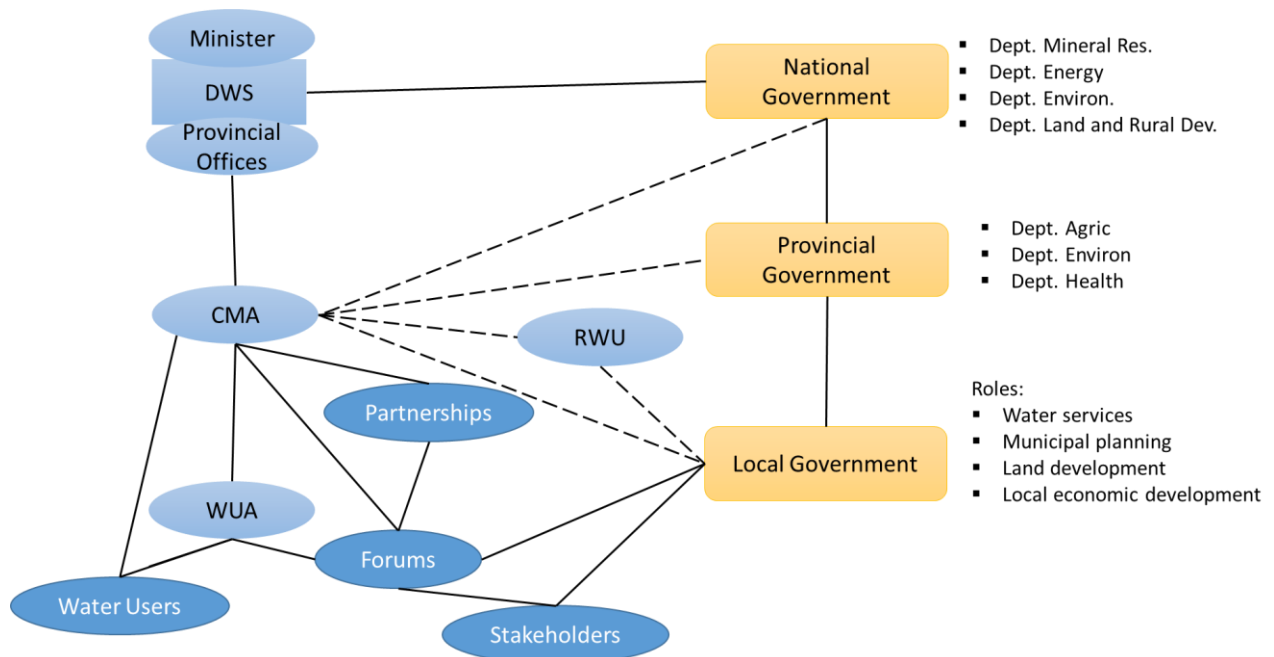 Minister
DWS
Provincial
Offices
National
Government
▪ Dept. Mineral Res.
▪ Dept. Energy
▪ Dept. Environ.
▪ Dept. Land and Rural Dev.
Provincial
Government
▪ Dept. Agric
▪ Dept. Environ
▪ Dept. Health
CMA
RWU
Partnerships
Local Government
Roles:
▪ Water services
▪ Municipal planning
▪ Land development
▪ Local economic development
WUA
Forums
Water Users
Stakeholders